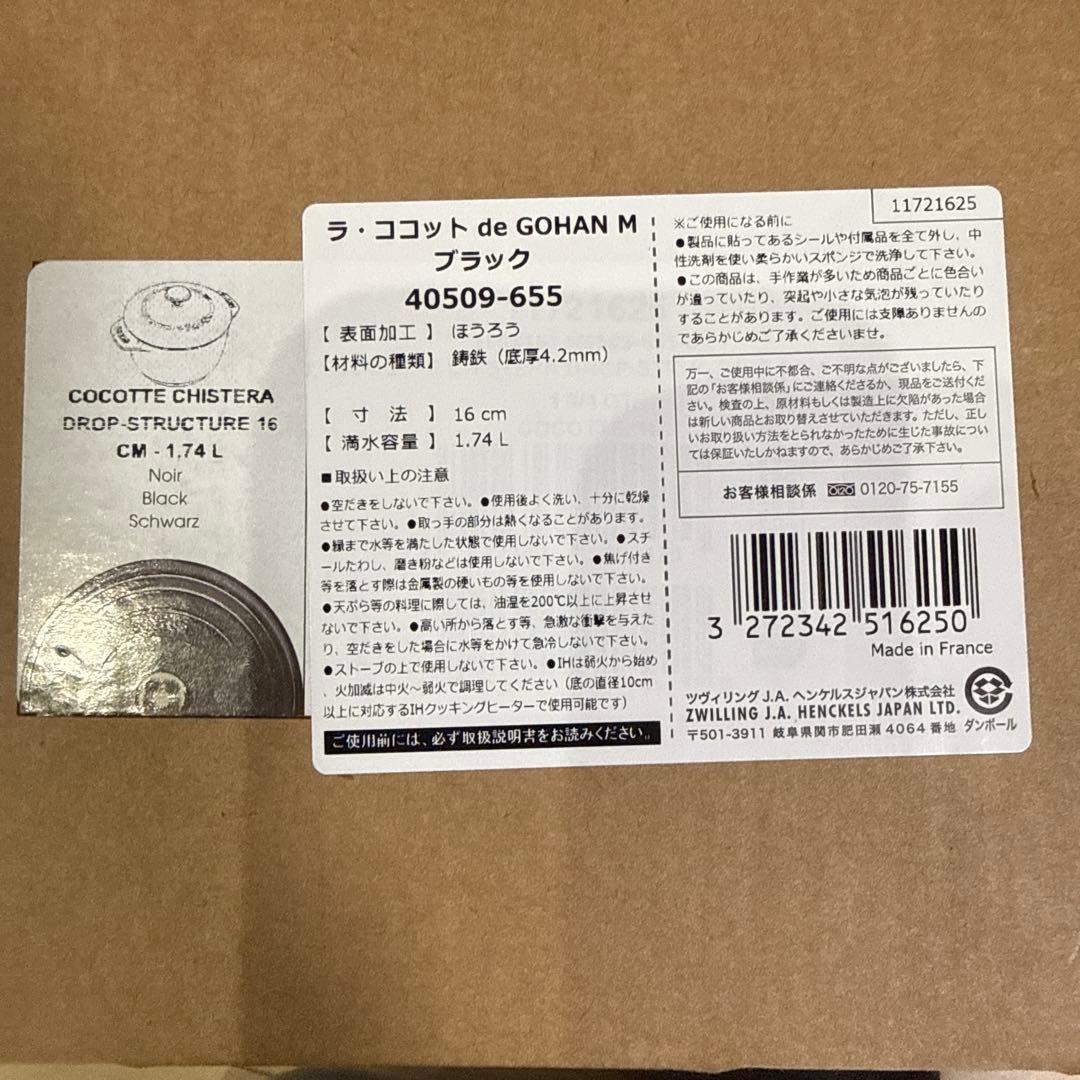 COCOTTE CHISTERA
DROP-STRUCTURE 16
CM - 1,74 L
Noir
Black
Schwarz
ラ・ココット de GOHAN M
ブラック
40509-655
【 表面加工 】 ほうろう
【材料の種類】 鋳鉄（底厚4.2mm）
【 寸 法 】 16 cm
【 満水容量 】 1.74 L
■取扱い上の注意
●空だきをしないで下さい。●使用後よく洗い、十分に乾燥
させて下さい。●取っ手の部分は熱くなることがあります。
●縁まで水等を満たした状態で使用しないで下さい。●スチ
ールたわし、磨き粉などは使用しないで下さい。●焦げ付き
等を落とす際は金属製の硬いもの等を使用しないで下さい。
●天ぷら等の料理に際しては、油温を200℃以上に上昇させ
ないで下さい。●高い所から落とす等、急激な衝撃を与えた
り、空だきをした場合に水等をかけて急冷しないで下さい。
●ストーブの上で使用しないで下さい。●IHは弱火から始め
、火加減は中火～弱火で調理してください（底の直径10cm
以上に対応するIHクッキングヒーターで使用可能です）
ご使用前には、必ず取扱説明書をお読みください。
11721625
※ご使用になる前に
●製品に貼ってあるシールや付属品を全て外し、中
性洗剤を使い柔らかいスポンジで洗浄して下さい。
●この商品は、手作業が多いため商品ごとに色合い
が違っていたり、突起や小さな気泡が残っていたり
することがあります。ご使用には支障ありませんの
であらかじめご了承くださいませ。
万一、ご使用中に不都合、ご不明な点がございましたら、下
記の「お客様相談係」にご連絡くださるか、現品をご送付くだ
さい。検査の上、原材料もしくは製造上に欠陥があった場合
は新しい商品とお取り替えさせていただきます。ただし、正し
いお取り扱い方法をとられなかったために生じた事故につい
ては保証いたしかねますので、あらかじめご了承下さい。
お客様相談係 0120-75-7155
3 272342 516250
Made in France
ツヴィリング J.A. ヘンケルスジャパン株式会社
ZWILLING J.A. HENCKELS JAPAN LTD.
〒501-3911 岐阜県関市肥田瀬 4064 番地
ダンボール